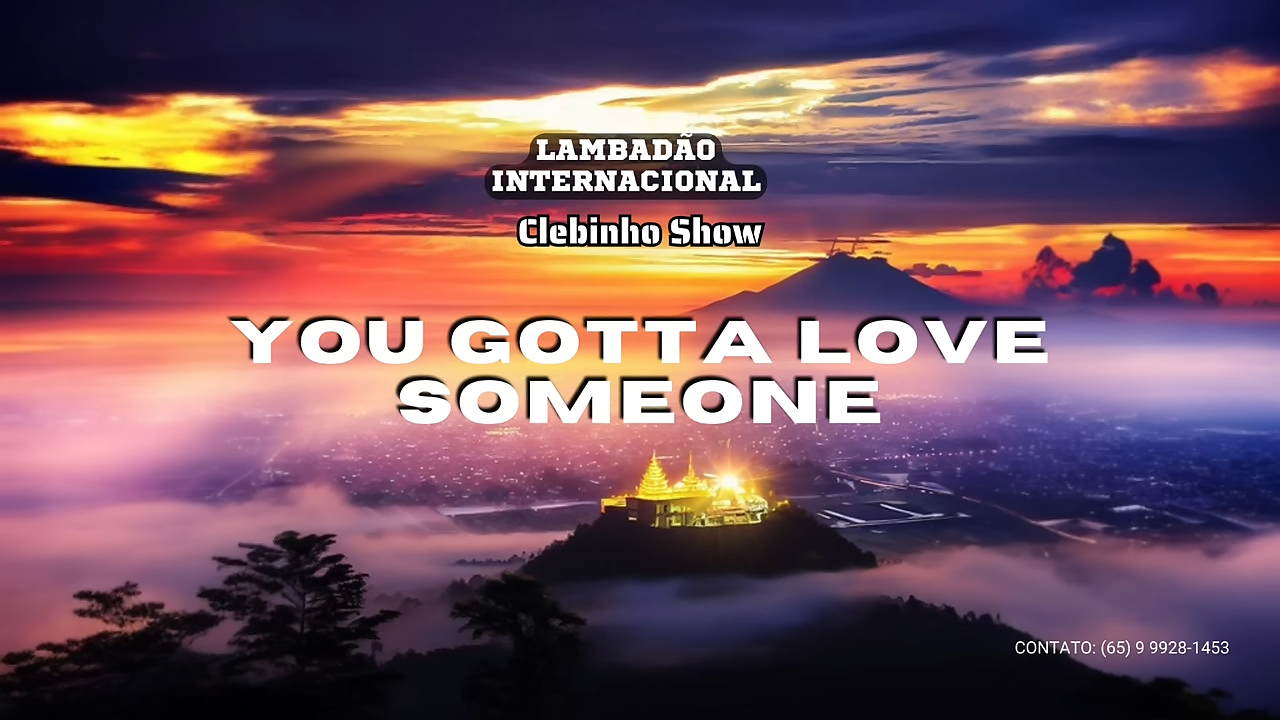 LAMBADÃO
INTERNACIONAL
Clebinho Show
YOU GOTTA LOVE
SOMEONE
CONTATO: (65) 9 9928-1453